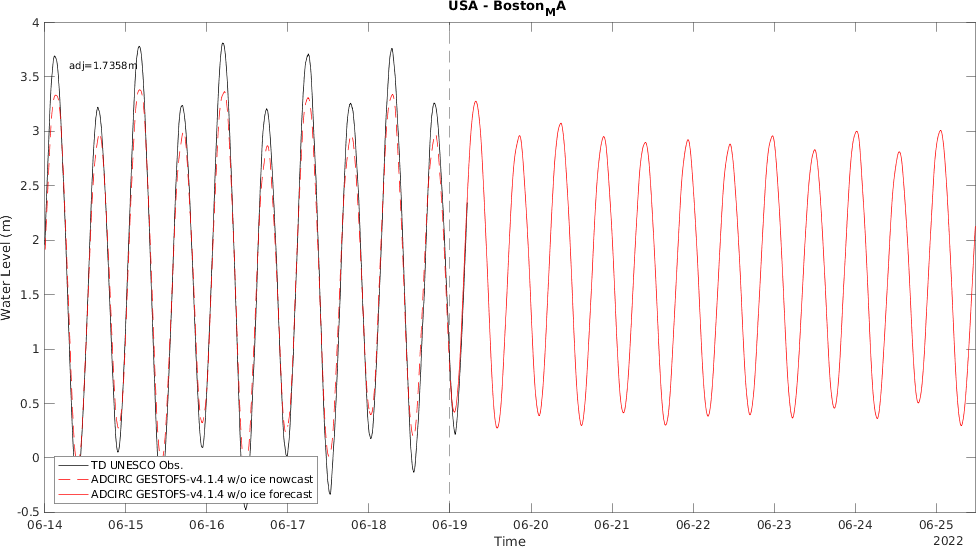 USA - Boston_MA
4
adj=1.7358m
3.5
3
2.5
2
1.5
1
0.5
0
-0.5
Water Level (m)
TD UNESCO Obs.
ADCIRC GESTOFS-v4.1.4 w/o ice nowcast
ADCIRC GESTOFS-v4.1.4 w/o ice forecast
06-14 06-15 06-16 06-17 06-18 06-19 06-20 06-21 06-22 06-23 06-24 06-25
Time
2022